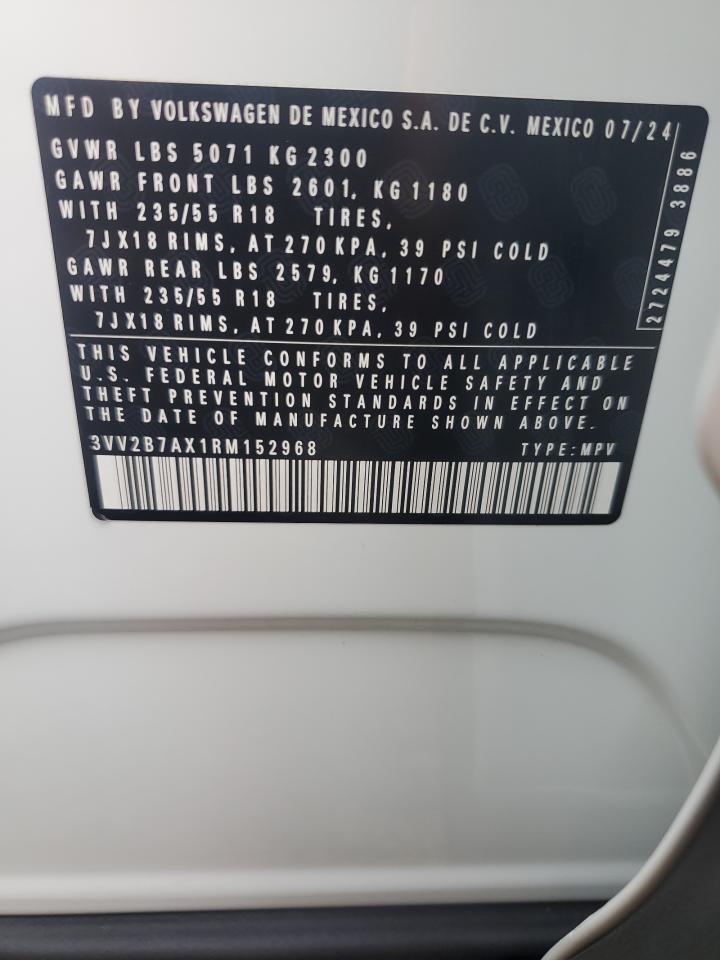 MFD BY VOLKSWAGEN DE MEXICO S.A. DE C.V. MEXICO 07/24
GVWR LBS 5071 KG 2300
GAWR FRONT LBS 2601, KG 1180
WITH 235/55 R18 TIRES,
7JX18 RIMS, AT 270 KPA, 39 PSI COLD
GAWR REAR LBS 2579, KG 1170
WITH 235/55 R18 TIRES,
7JX18 RIMS, AT 270 KPA, 39 PSI COLD
2724479 3886
THIS VEHICLE CONFORMS TO ALL APPLICABLE
U.S. FEDERAL MOTOR VEHICLE SAFETY AND
THEFT PREVENTION STANDARDS IN EFFECT ON
THE DATE OF MANUFACTURE SHOWN ABOVE.
3VV2B7AX1RM152968 TYPE:MPV